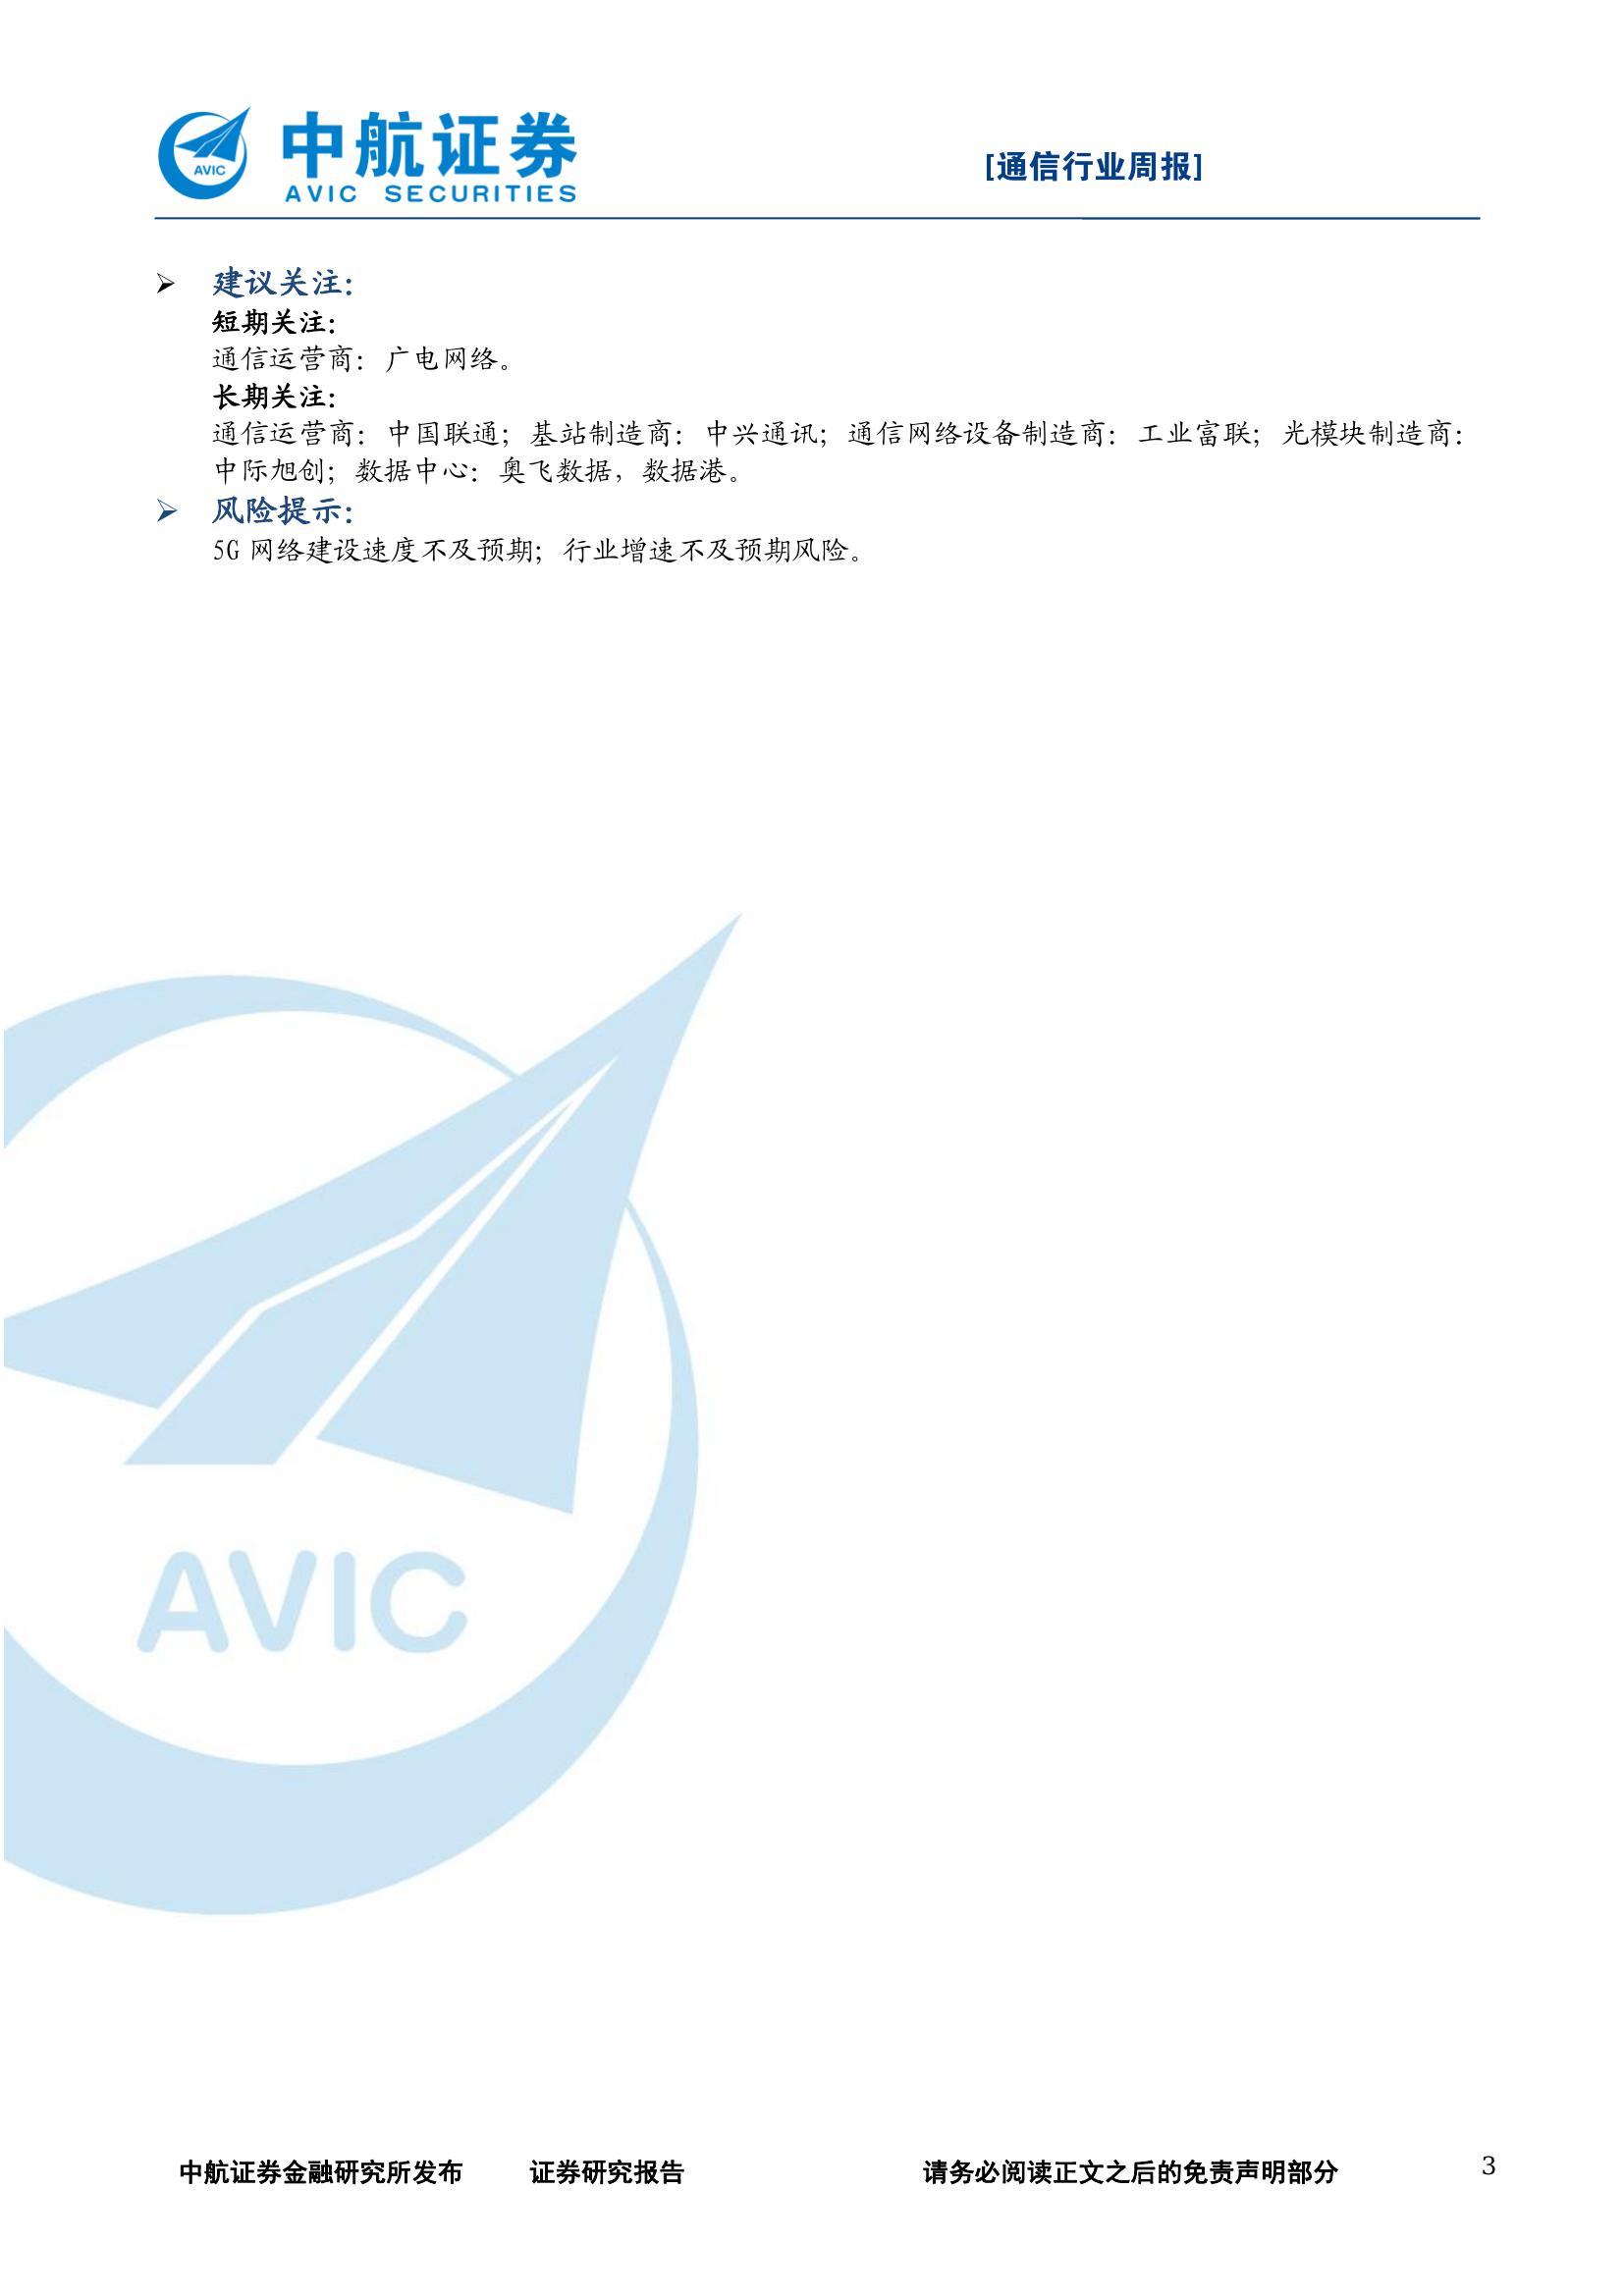 AVIC
中航证券
AVIC SECURITIES
[通信行业周报]
建议关注：
短期关注：
通信运营商：广电网络。
长期关注：
通信运营商：中国联通；基站制造商：中兴通讯；通信网络设备制造商：工业富联；光模块制造商：
中际旭创；数据中心：奥飞数据，数据港。
风险提示：
5G 网络建设速度不及预期；行业增速不及预期风险。
AVIC
中航证券金融研究所发布 证券研究报告 请务必阅读正文之后的免责声明部分 3